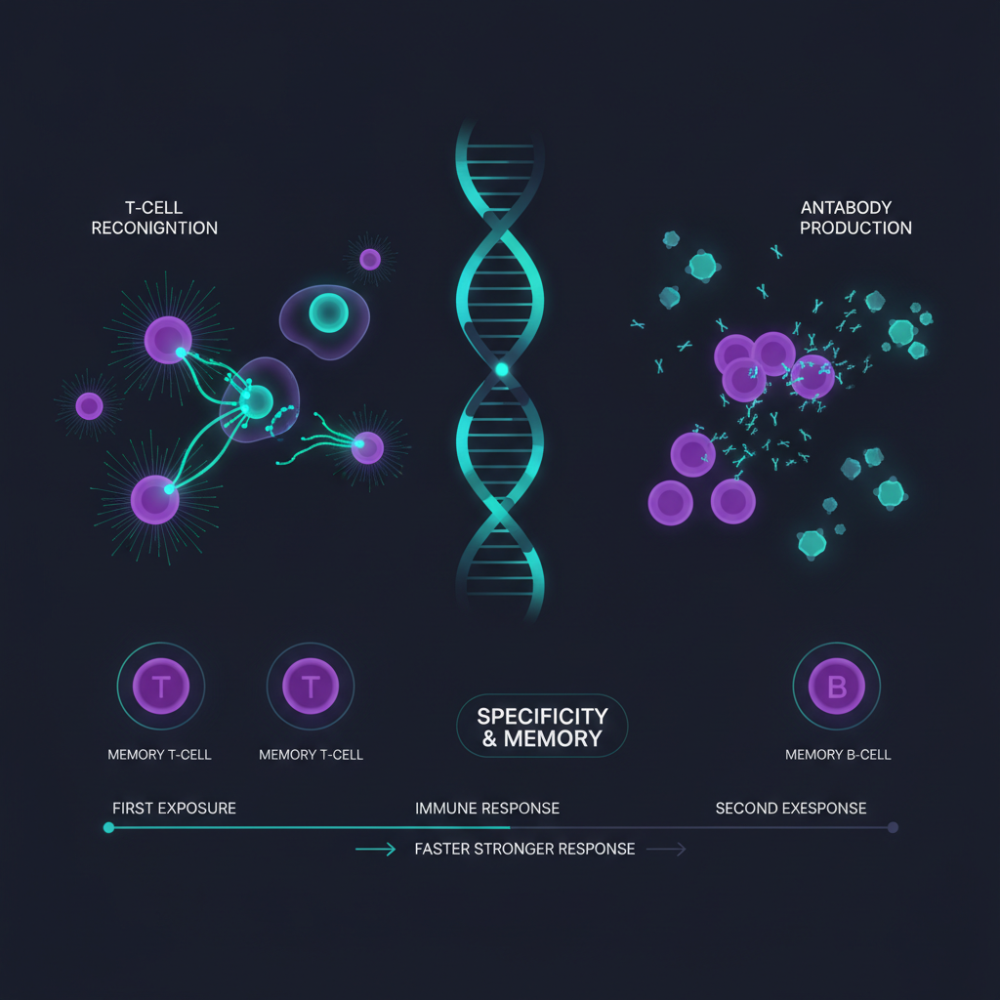 T-CELL
RECONIGNTION
ANTABODY
PRODUCTION
T
T
B
MEMORY T-CELL
MEMORY T-CELL
SPECIFICITY
& MEMORY
MEMORY B-CELL
FIRST EXPOSURE
IMMUNE RESPONSE
SECOND EXESPONSE
FASTER STRONGER RESPONSE